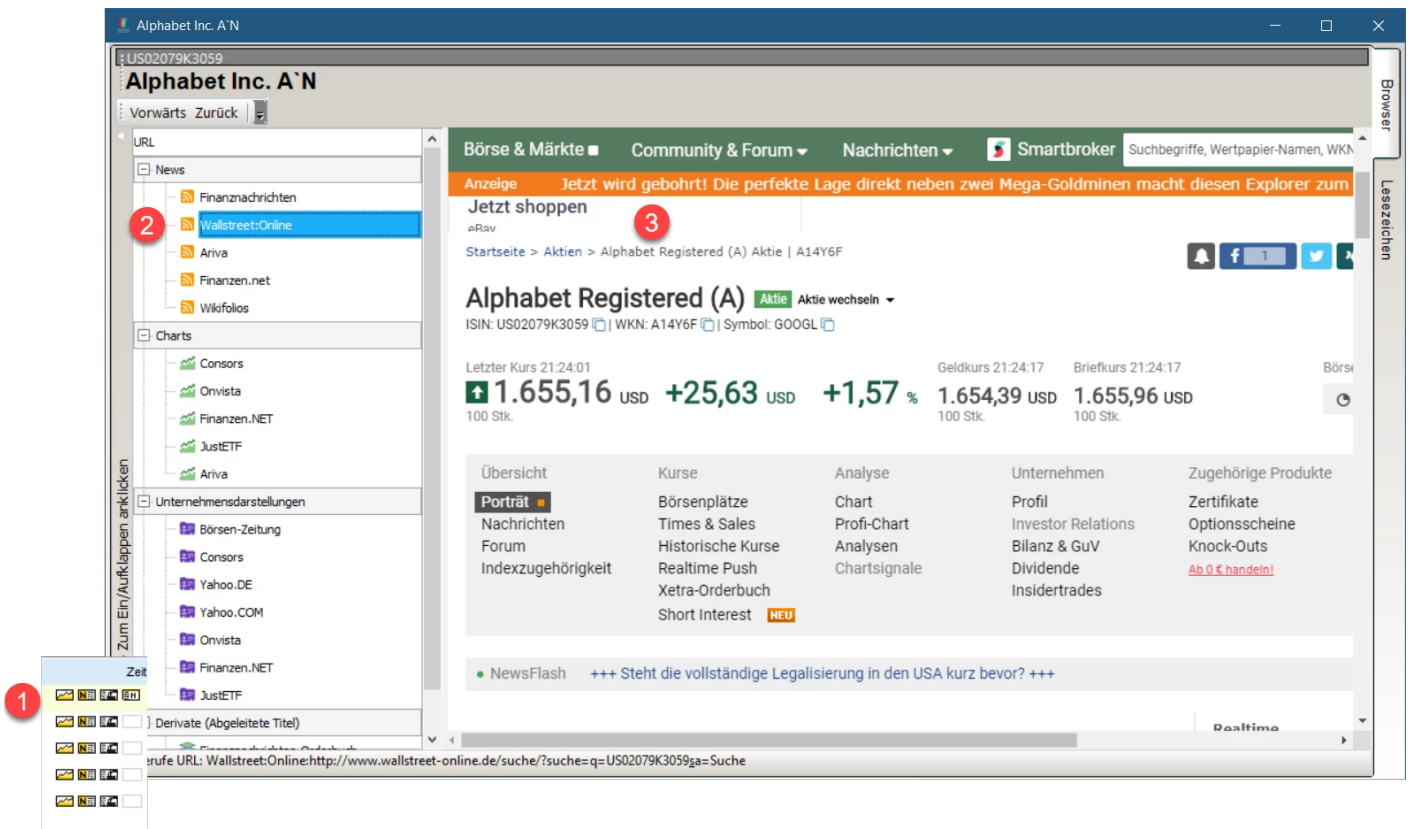 Alphabet Inc. A`N
US02079K3059
Alphabet Inc. A`N
Vorwärts Zurück
Browser
Lesezeichen
Zum Ein/Aufklappen anklicken
URL
News
Finanznachrichten
2
Wallstreet:Online
Ariva
Finanzen.net
Wikifolios
Charts
Consors
Onvista
Finanzen.NET
JustETF
Ariva
Unternehmensdarstellungen
Börsen-Zeitung
Consors
Yahoo.DE
Yahoo.COM
Onvista
Finanzen.NET
JustETF
Derivate (Abgeleitete Titel)
Finanznachrichten Orderbuch
Zeit
1
Börse & Märkte Community & Forum Nachrichten Smartbroker Suchbegriffe, Wertpapier-Namen, WKN
Anzeige Jetzt wird gebohrt! Die perfekte Lage direkt neben zwei Mega-Goldminen macht diesen Explorer zum
Jetzt shoppen
eBay
3
Startseite > Aktien > Alphabet Registered (A) Aktie | A14Y6F
f 1
Alphabet Registered (A) Aktie Aktie wechseln
ISIN: US02079K3059 | WKN: A14Y6F | Symbol: GOOGL
Letzter Kurs 21:24:01 Geldkurs 21:24:17 Briefkurs 21:24:17 Börse
1.655,16 USD +25,63 USD +1,57 % 1.654,39 USD 1.655,96 USD
100 Stk. 100 Stk. 100 Stk.
Übersicht Kurse Analyse Unternehmen Zugehörige Produkte
Porträt Börsenplätze Chart Profil Zertifikate
Nachrichten Times & Sales Profi-Chart Investor Relations Optionsscheine
Forum Historische Kurse Analysen Bilanz & GuV Knock-Outs
Indexzugehörigkeit Realtime Push Chartsignale Dividende Ab 0 € handeln!
Xetra-Orderbuch Insidertrades
Short Interest NEU
NewsFlash +++ Steht die vollständige Legalisierung in den USA kurz bevor? +++
Realtime
erufe URL: Wallstreet:Online:http://www.wallstreet-online.de/suche/?suche=q=US02079K3059sa=Suche